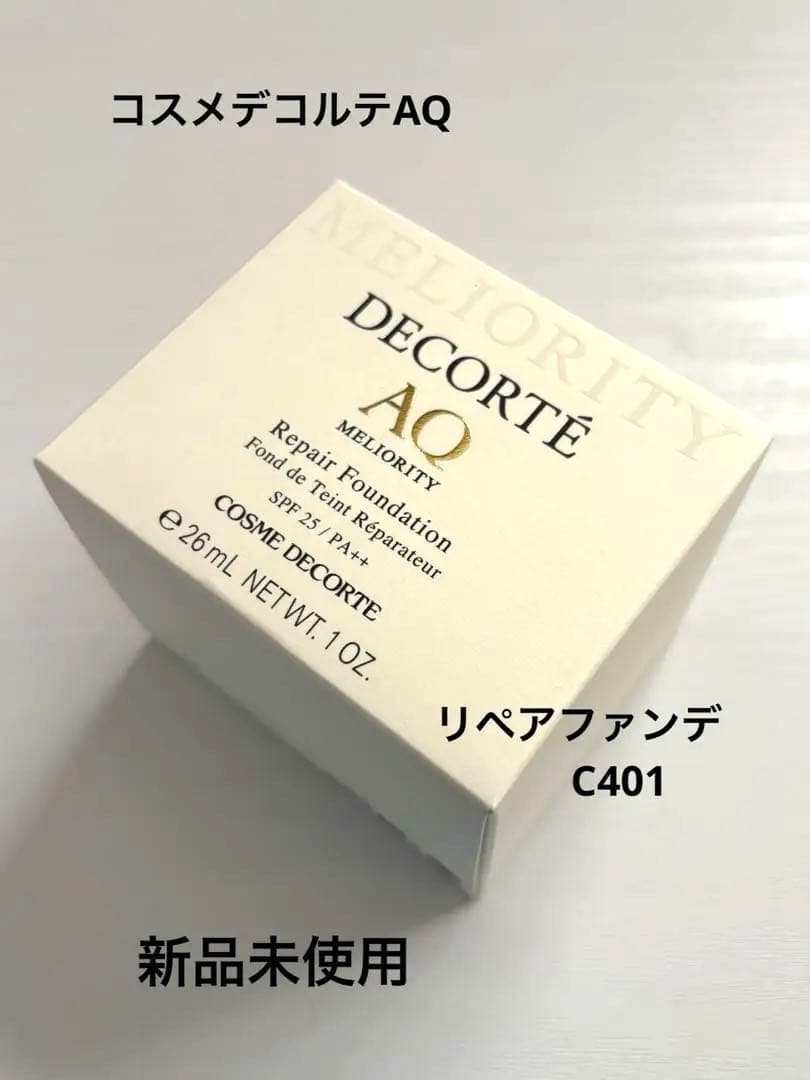 コスメデコルテAQ
MELIORITY
DECORTÉ
AQ
MELIORITY
Repair Foundation
Fond de Teint Réparateur
SPF 25 / PA++
COSME DECORTE
℮26mL NETWT. 1 OZ.
リペアファンデ
C401
新品未使用